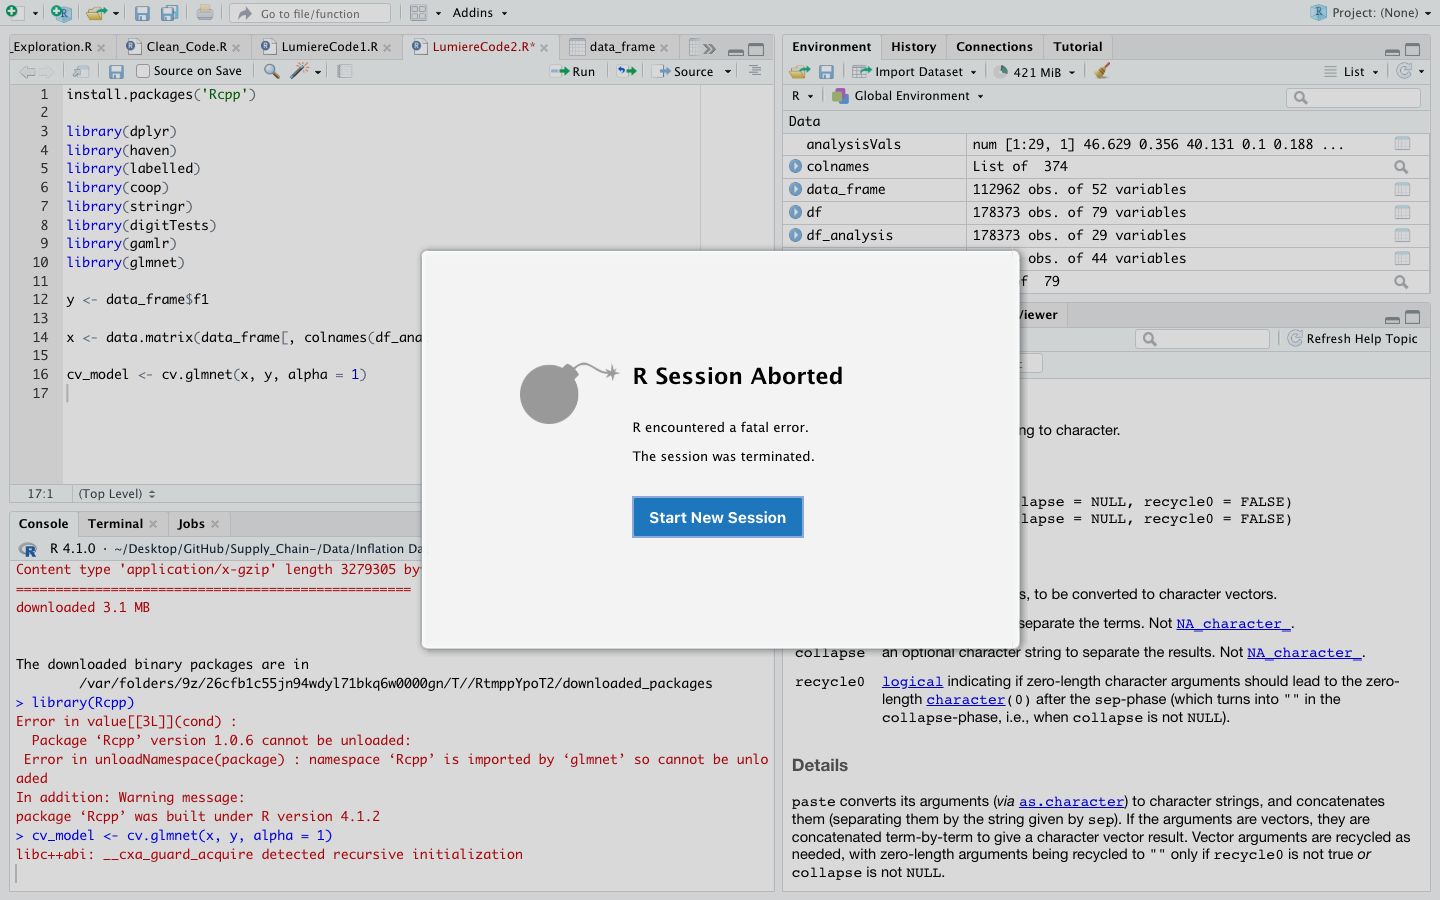 Go to file/function
Addins
Project: (None)
_Exploration.R
Clean_Code.R
LumiereCode1.R
LumiereCode2.R*
data_frame
Source on Save
Run
Source
1 install.packages('Rcpp')
2
3 library(dplyr)
4 library(haven)
5 library(labelled)
6 library(coop)
7 library(stringr)
8 library(digitTests)
9 library(gamlr)
10 library(glmnet)
11
12 y <- data_frame$f1
13
14 x <- data.matrix(data_frame[, colnames(df_ana
15
16 cv_model <- cv.glmnet(x, y, alpha = 1)
17
17:1 (Top Level)
Console Terminal Jobs
R 4.1.0 · ~/Desktop/GitHub/Supply_Chain-/Data/Inflation Da
Content type 'application/x-gzip' length 3279305 by
==================================================
downloaded 3.1 MB
The downloaded binary packages are in
/var/folders/9z/26cfb1c55jn94wdyl71bkq6w0000gn/T//RtmppYpoT2/downloaded_packages
> library(Rcpp)
Error in value[[3L]](cond) :
Package ‘Rcpp’ version 1.0.6 cannot be unloaded:
Error in unloadNamespace(package) : namespace ‘Rcpp’ is imported by ‘glmnet’ so cannot be unlo
aded
In addition: Warning message:
package ‘Rcpp’ was built under R version 4.1.2
> cv_model <- cv.glmnet(x, y, alpha = 1)
libc++abi: __cxa_guard_acquire detected recursive initialization
R Session Aborted
R encountered a fatal error.
The session was terminated.
Start New Session
Environment History Connections Tutorial
Import Dataset
421 MiB
List
R
Global Environment
Data
analysisVals num [1:29, 1] 46.629 0.356 40.131 0.1 0.188 ...
colnames List of 374
data_frame 112962 obs. of 52 variables
df 178373 obs. of 79 variables
df_analysis 178373 obs. of 29 variables
obs. of 44 variables
f 79
Viewer
Refresh Help Topic
ng to character.
lapse = NULL, recycle0 = FALSE)
lapse = NULL, recycle0 = FALSE)
s, to be converted to character vectors.
separate the terms. Not NA_character_.
collapse an optional character string to separate the results. Not NA_character_.
recycle0 logical indicating if zero-length character arguments should lead to the zero-
length character(0) after the sep-phase (which turns into "" in the
collapse-phase, i.e., when collapse is not NULL).
Details
paste converts its arguments (via as.character) to character strings, and concatenates
them (separating them by the string given by sep). If the arguments are vectors, they are
concatenated term-by-term to give a character vector result. Vector arguments are recycled as
needed, with zero-length arguments being recycled to "" only if recycle0 is not true or
collapse is not NULL.